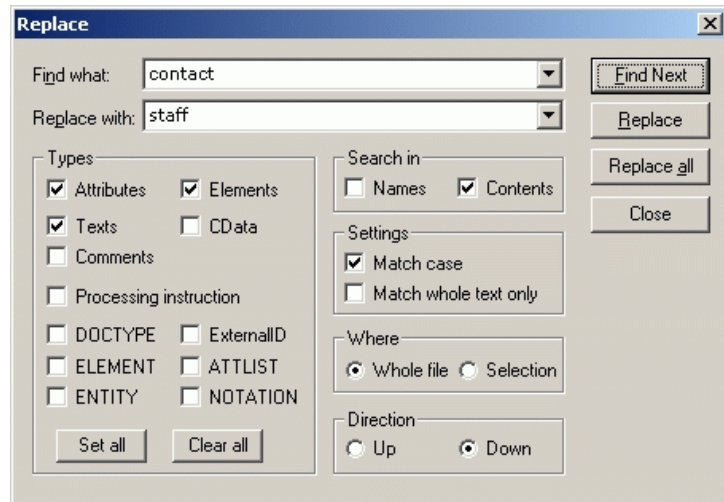 Replace
Find what: contact
Find Next
Replace with: staff
Replace
Types
Search in
Replace all
Attributes Elements
Names Contents
Texts CData
Close
Comments
Settings
Match case
Processing instruction
Match whole text only
DOCTYPE ExternalID
Where
ELEMENT ATTLIST
Whole file Selection
ENTITY NOTATION
Direction
Set all Clear all
Up Down